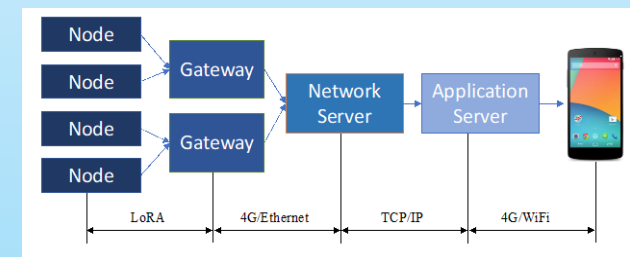 Node
Node
Node
Node
Gateway
Gateway
Network
Server
Application
Server
LoRA
4G/Ethernet
TCP/IP
4G/WiFi